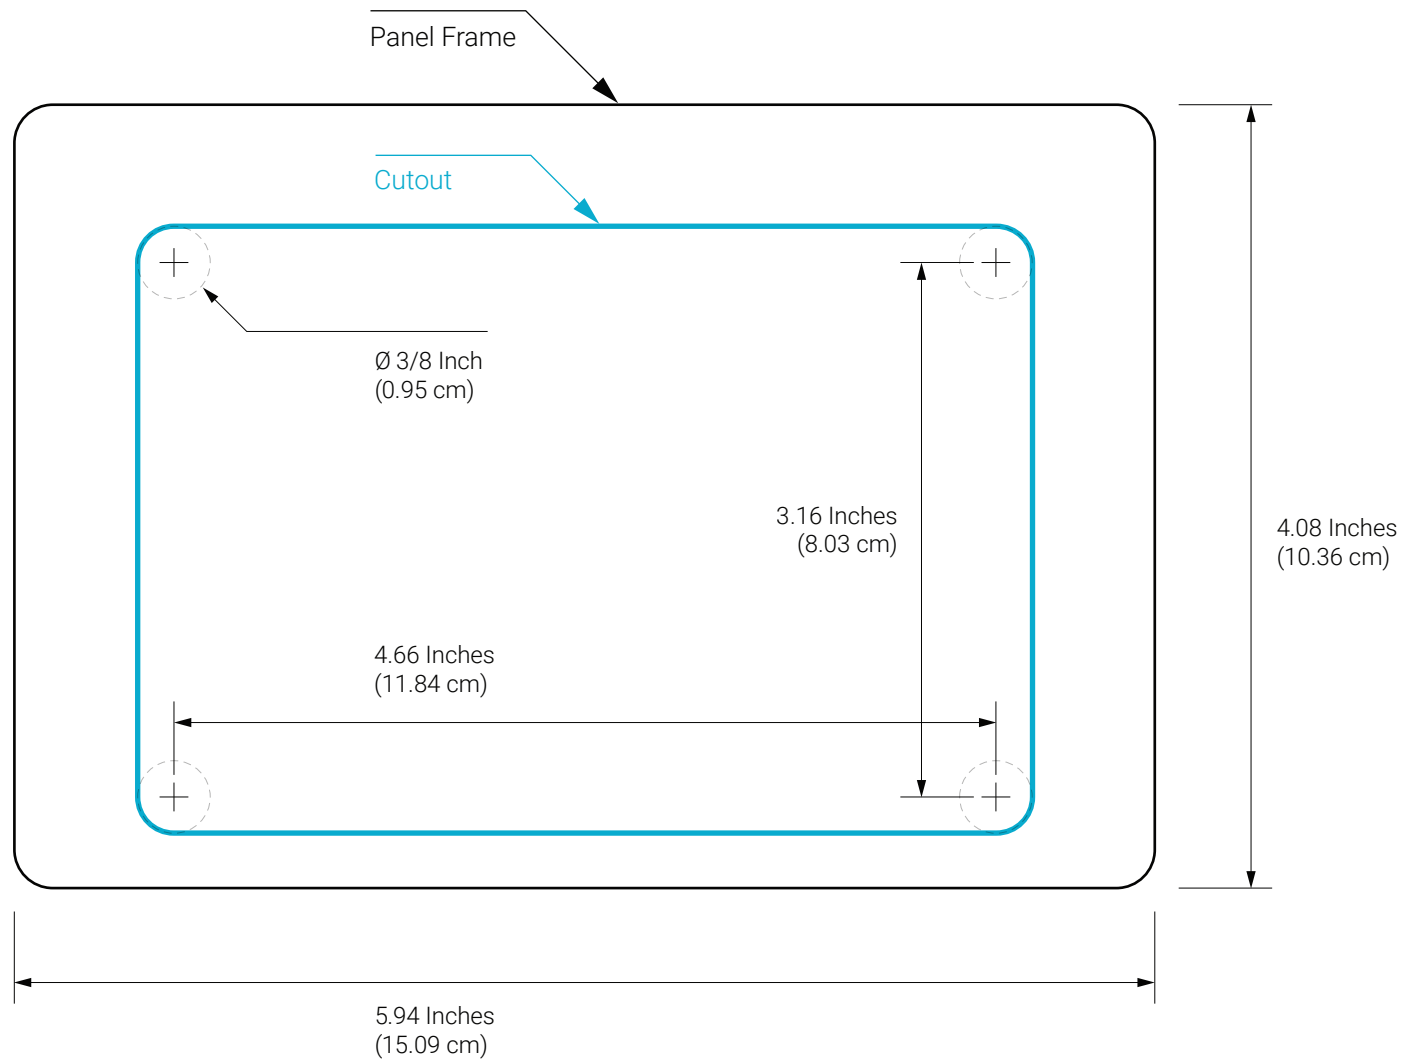 Panel Frame
Cutout
Ø 3/8 Inch
(0.95 cm)
3.16 Inches
(8.03 cm)
4.08 Inches
(10.36 cm)
4.66 Inches
(11.84 cm)
5.94 Inches
(15.09 cm)